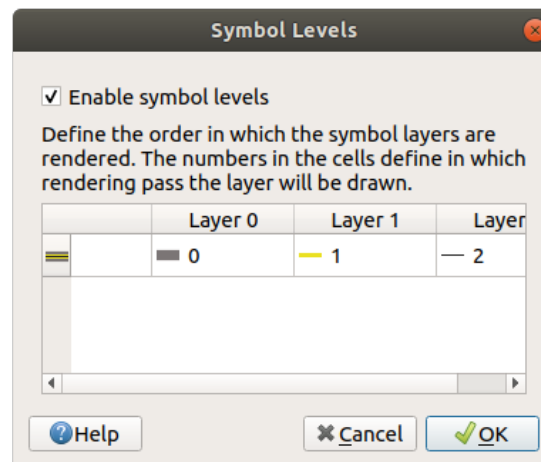 Symbol Levels
Enable symbol levels
Define the order in which the symbol layers are
rendered. The numbers in the cells define in which
rendering pass the layer will be drawn.
Layer 0 Layer 1 Layer
0 1 2
Help Cancel OK